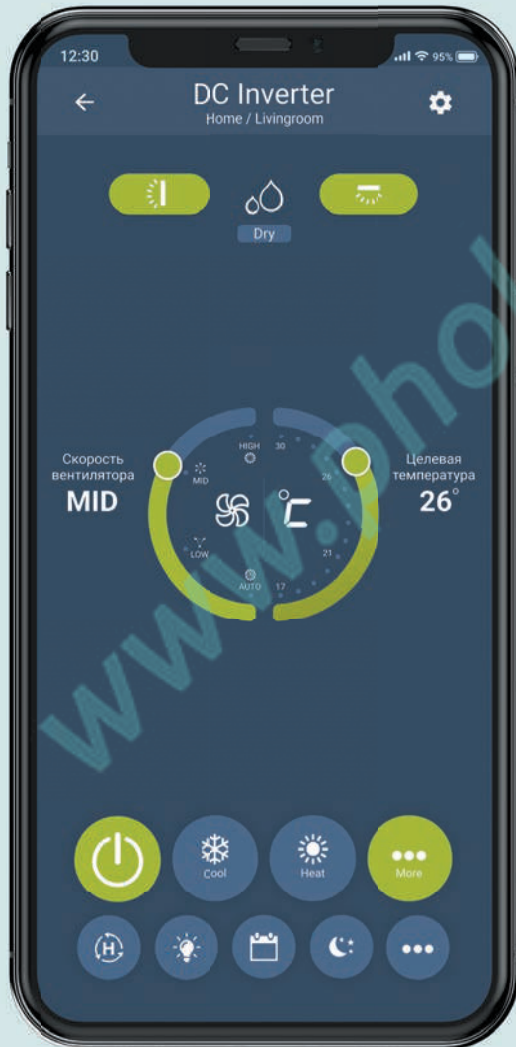 12:30
95%
DC Inverter
Home / Livingroom
Dry
HIGH 30
MID
26
Скорость
вентилятора
MID
Целевая
температура
26°
°C
LOW
21
AUTO 17
Cool
Heat
More
H
www.phol